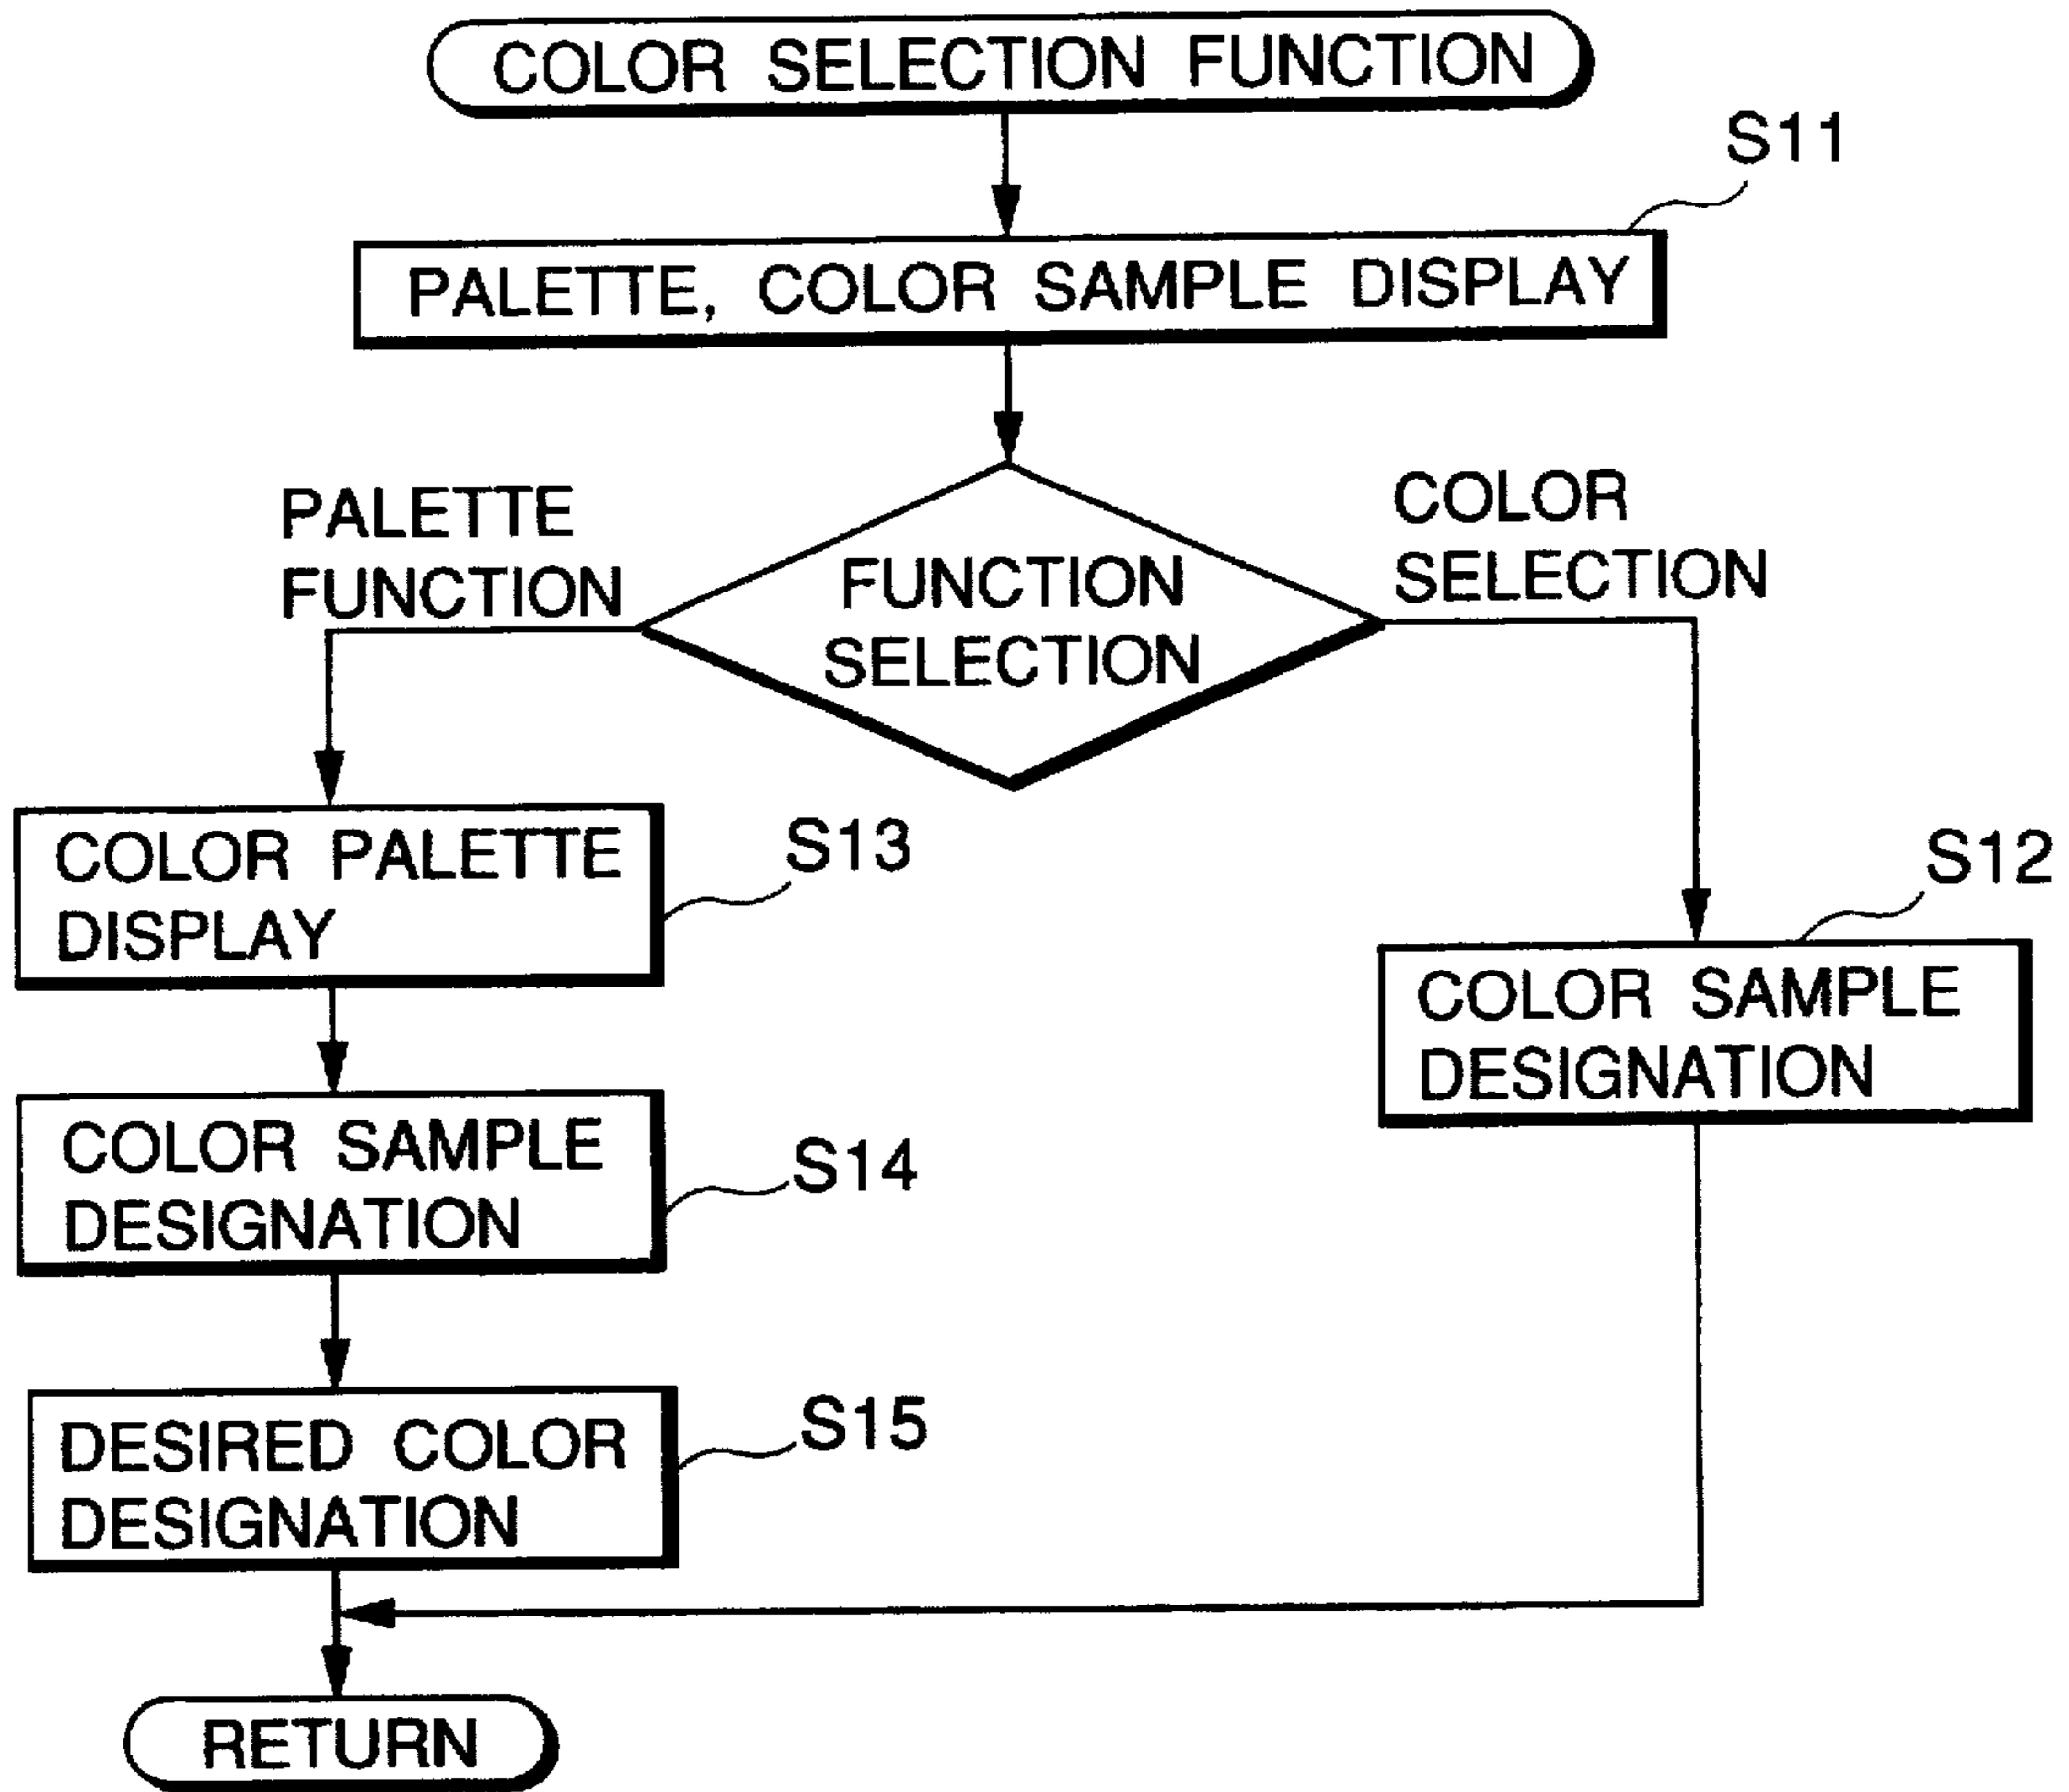 COLOR SELECTION FUNCTION
S11
PALETTE, COLOR SAMPLE DISPLAY
PALETTE
FUNCTION
FUNCTION
SELECTION
COLOR
SELECTION
COLOR PALETTE
DISPLAY
S13
S12
COLOR SAMPLE
DESIGNATION
COLOR SAMPLE
DESIGNATION
S14
DESIRED COLOR
DESIGNATION
S15
RETURN